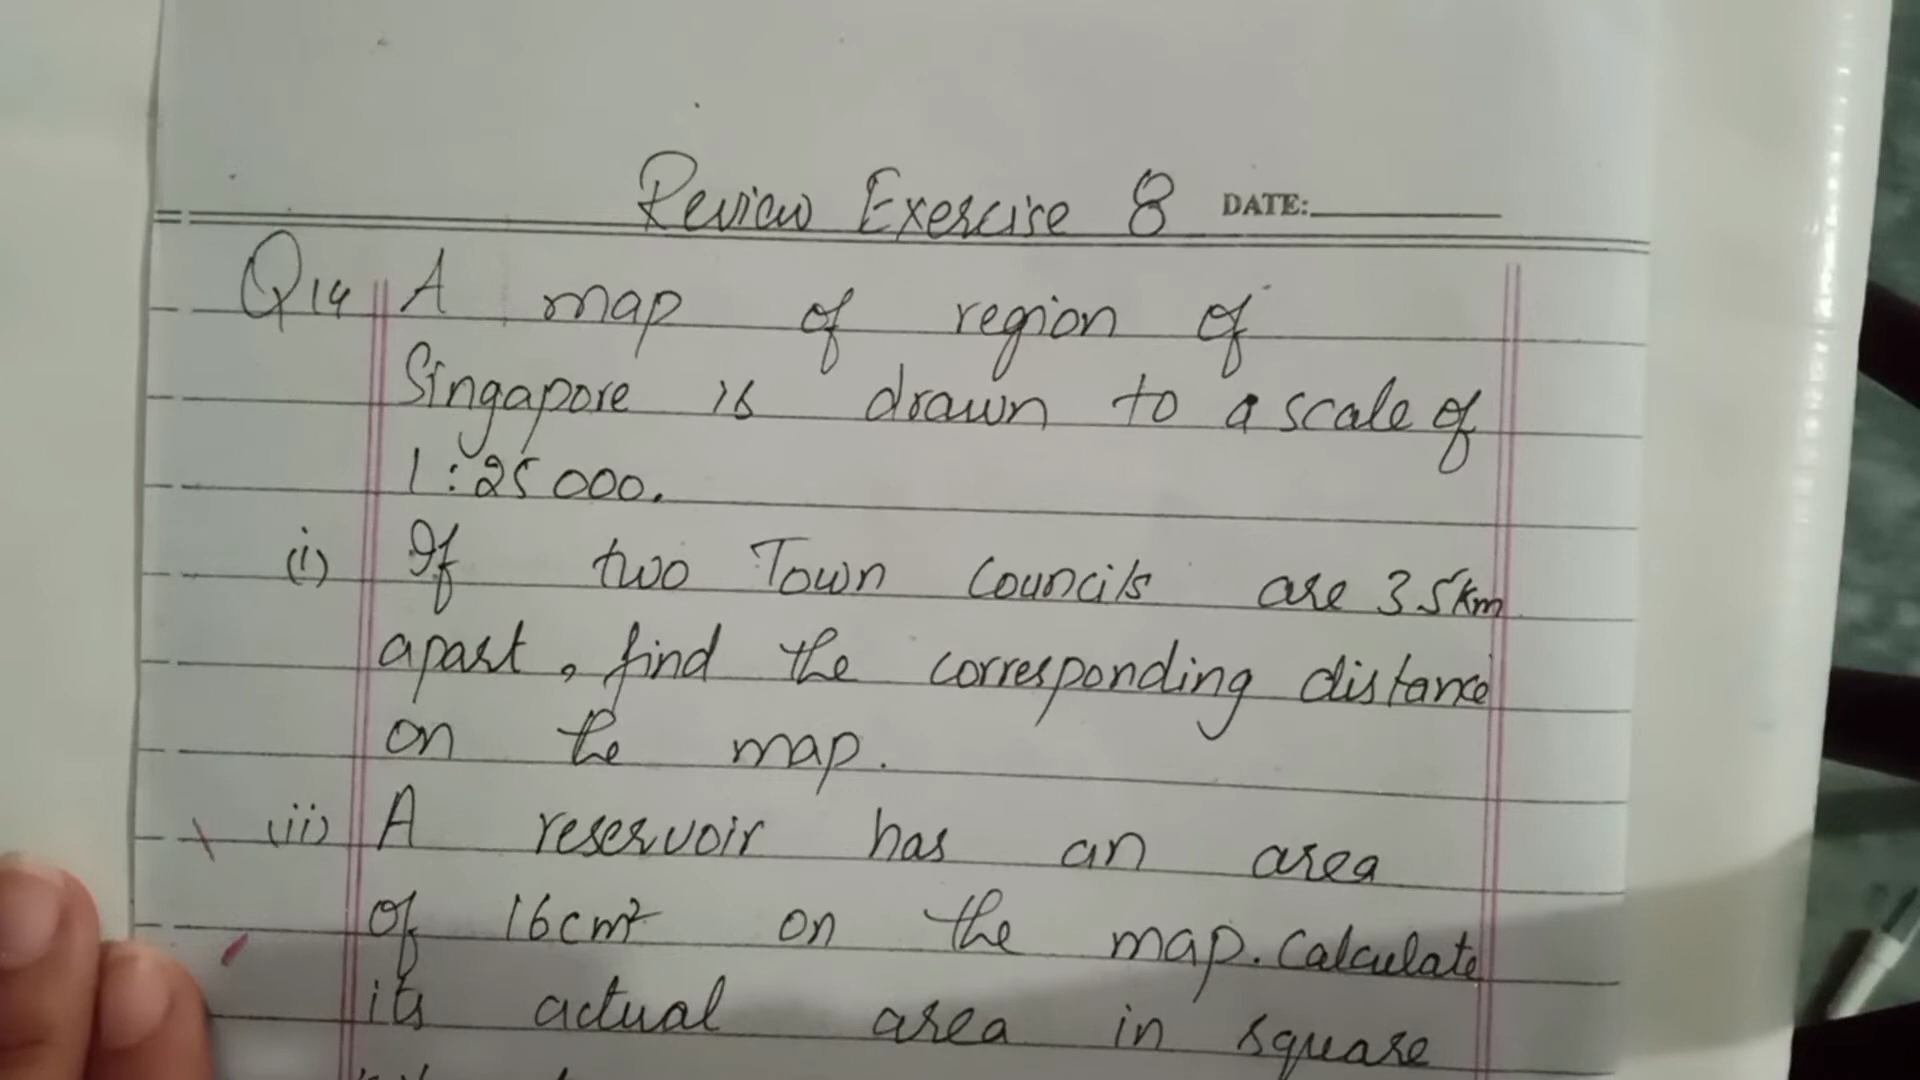 Review Exercise 8 DATE:
Q14 A map of region of
Singapore is drawn to a scale of
1:25 000.
(i) If two Town Councils are 3.5km
apart, find the corresponding distance
on the map.
(ii) A reservoir has an area
of 16cm² on the map. Calculate
its actual area in square